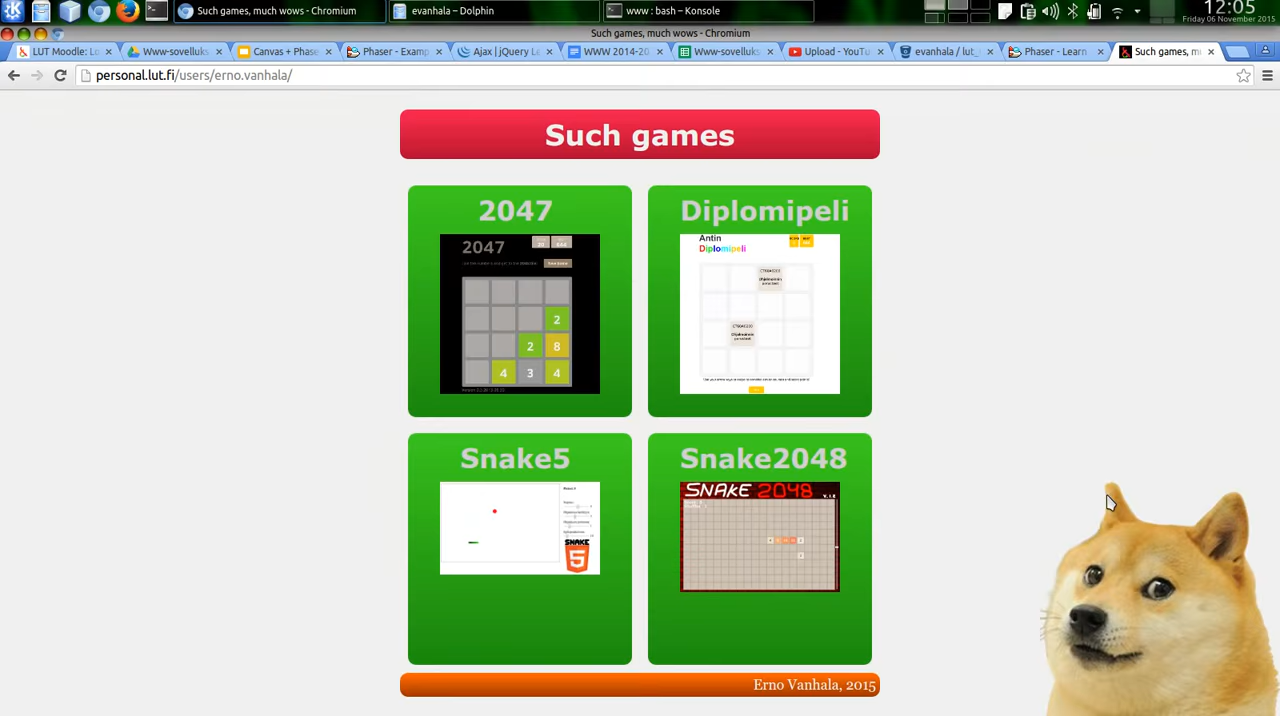 Such games, much wows - Chromium
evanhala – Dolphin
www : bash – Konsole
12:05
Friday 06 November 2015
Such games, much wows - Chromium
LUT Moodle: Lo
Www-sovelluks
Canvas + Phase
Phaser - Examp
Ajax | jQuery Le
WWW 2014-20
Www-sovelluks
Upload - YouTu
evanhala / lut_
Phaser - Learn
Such games, mu
personal.lut.fi/users/erno.vanhala/
Such games
2047
Diplomipeli
2047
2
2 8
4 3 4
Antin
Diplomipeli
Snake5
Snake2048
SNAKE
5
SNAKE 2048
Erno Vanhala, 2015